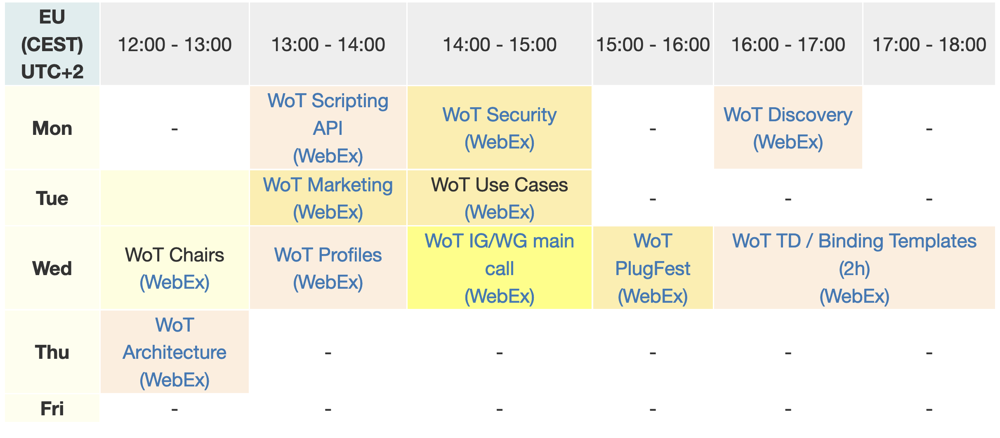 EU
(CEST)
UTC+2
12:00 - 13:00
13:00 - 14:00
14:00 - 15:00
15:00 - 16:00
16:00 - 17:00
17:00 - 18:00
Mon
-
WoT Scripting
API
(WebEx)
WoT Security
(WebEx)
-
WoT Discovery
(WebEx)
-
Tue
WoT Marketing
(WebEx)
WoT Use Cases
(WebEx)
-
-
-
Wed
WoT Chairs
(WebEx)
WoT Profiles
(WebEx)
WoT IG/WG main
call
(WebEx)
WoT
PlugFest
(WebEx)
WoT TD / Binding Templates
(2h)
(WebEx)
Thu
WoT
Architecture
(WebEx)
-
-
-
-
-
Fri
-
-
-
-
-
-